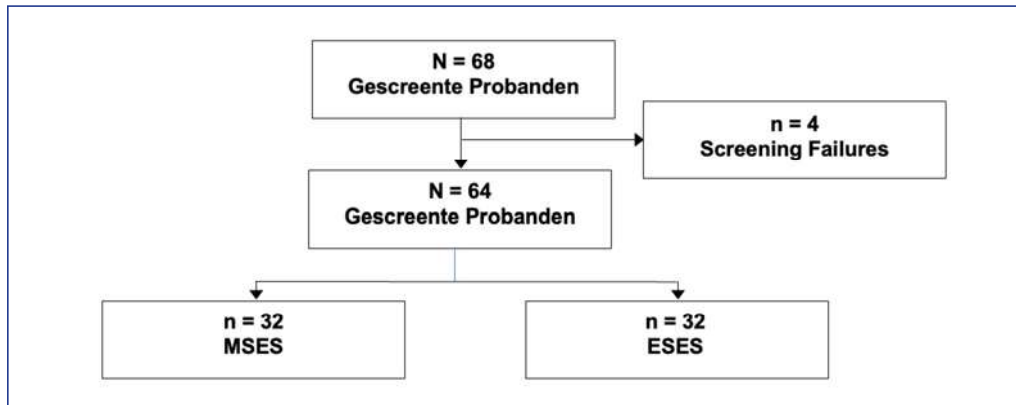 N = 68
Gescreente Probanden
n = 4
Screening Failures
N = 64
Gescreente Probanden
n = 32
MSES
n = 32
ESES